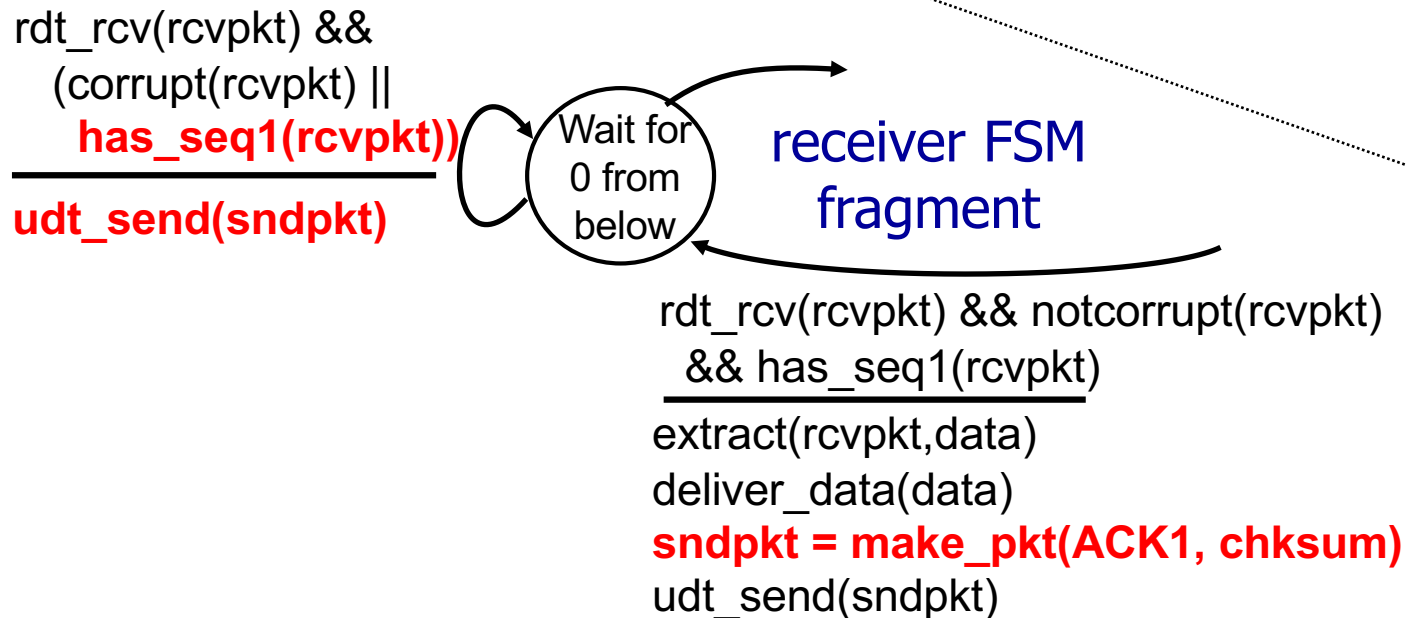 rdt_rcv(rcvpkt) &&
(corrupt(rcvpkt) ||
has_seq1(rcvpkt))
udt_send(sndpkt)
Wait for
0 from
below
receiver FSM
fragment
rdt_rcv(rcvpkt) && notcorrupt(rcvpkt)
&& has_seq1(rcvpkt)
extract(rcvpkt,data)
deliver_data(data)
sndpkt = make_pkt(ACK1, chksum)
udt_send(sndpkt)